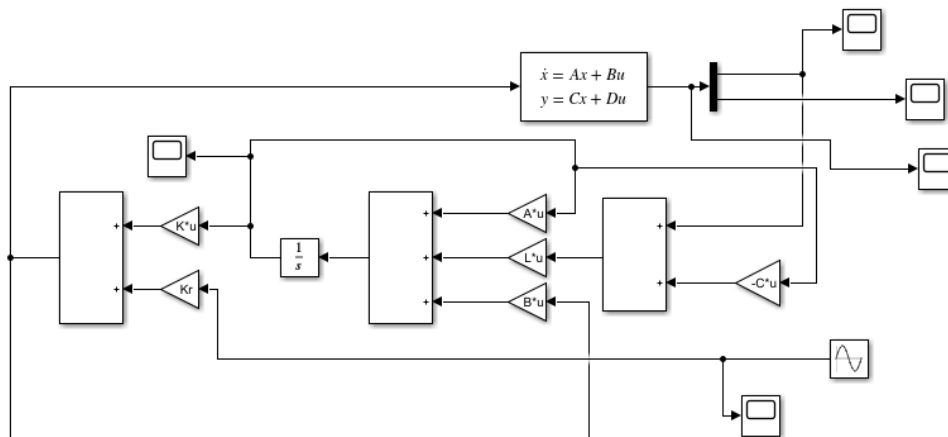 ẋ = Ax + Bu
y = Cx + Du
+
K*u
+
Kr
1
s
+
A*u
+
L*u
+
B*u
+
+
-C*u